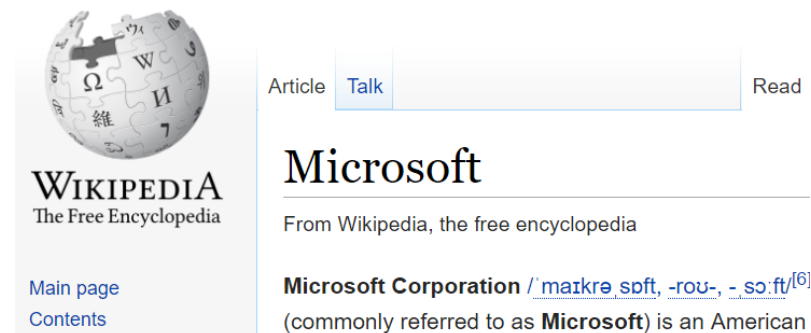 WIKIPEDIA
The Free Encyclopedia
Main page
Contents
Article Talk Read
Microsoft
From Wikipedia, the free encyclopedia
Microsoft Corporation /ˈmaɪkrəˌsɒft, -roʊ-, -ˌsɔːft/[6]
(commonly referred to as Microsoft) is an American